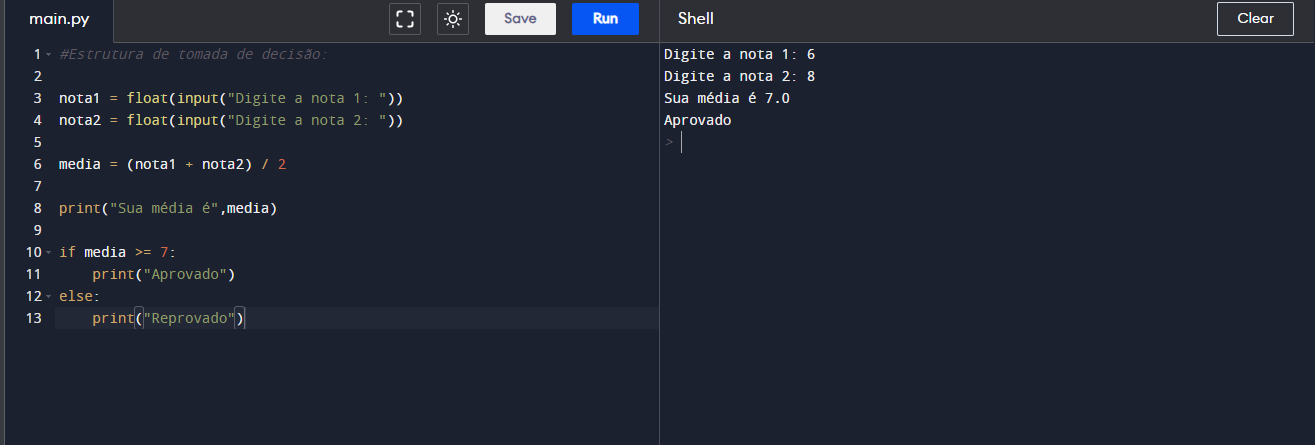 main.py
Save
Run
Shell
Clear
1 #Estrutura de tomada de decisão:
2
3 nota1 = float(input("Digite a nota 1: "))
4 nota2 = float(input("Digite a nota 2: "))
5
6 media = (nota1 + nota2) / 2
7
8 print("Sua média é",media)
9
10 if media >= 7:
11     print("Aprovado")
12 else:
13     print("Reprovado")
Digite a nota 1: 6
Digite a nota 2: 8
Sua média é 7.0
Aprovado
>